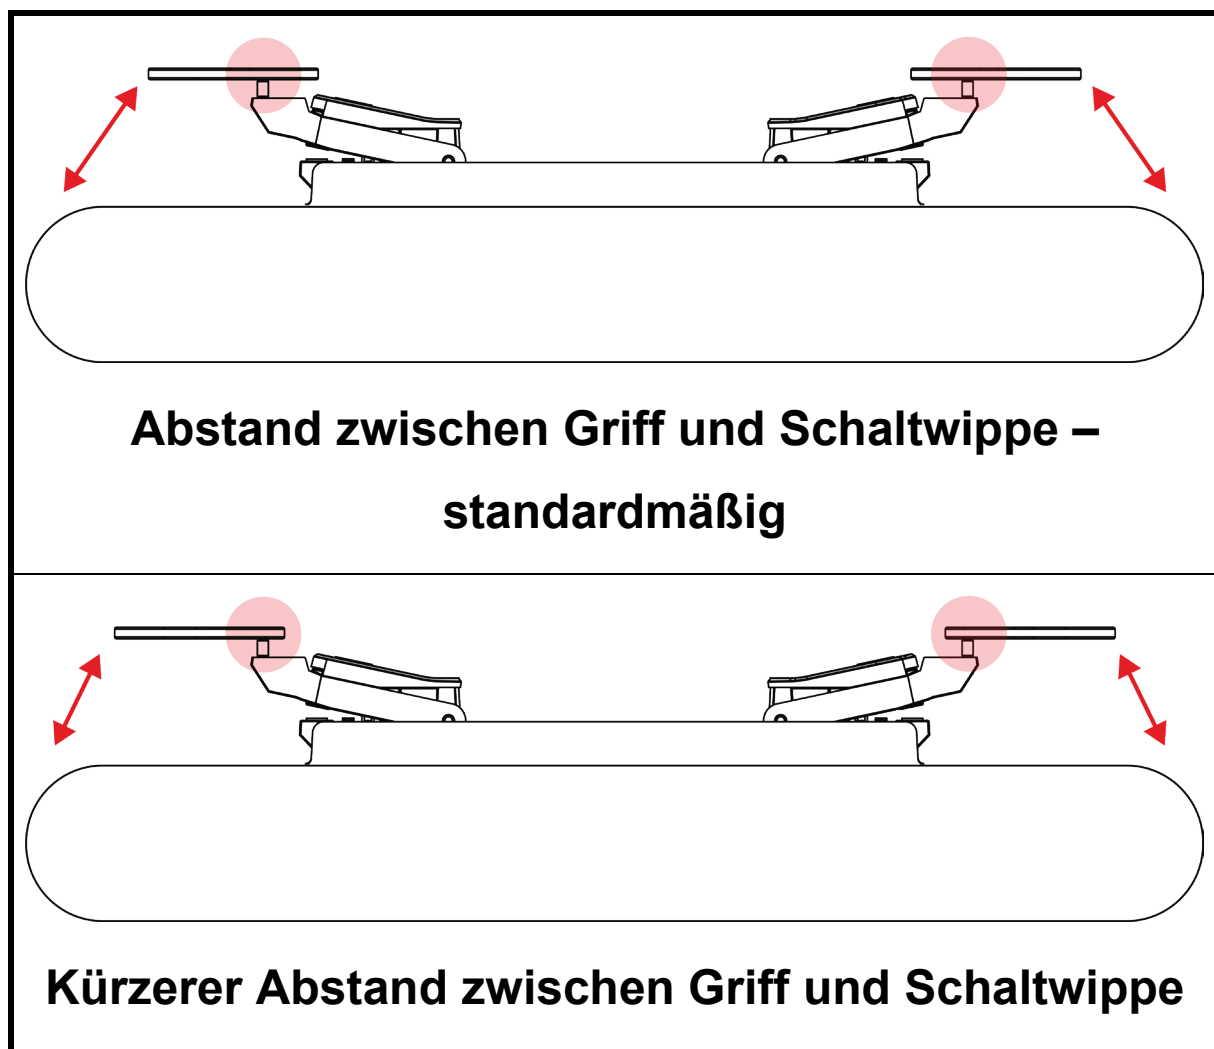 Abstand zwischen Griff und Schaltwippe –
standardmäßig
Kürzerer Abstand zwischen Griff und Schaltwippe